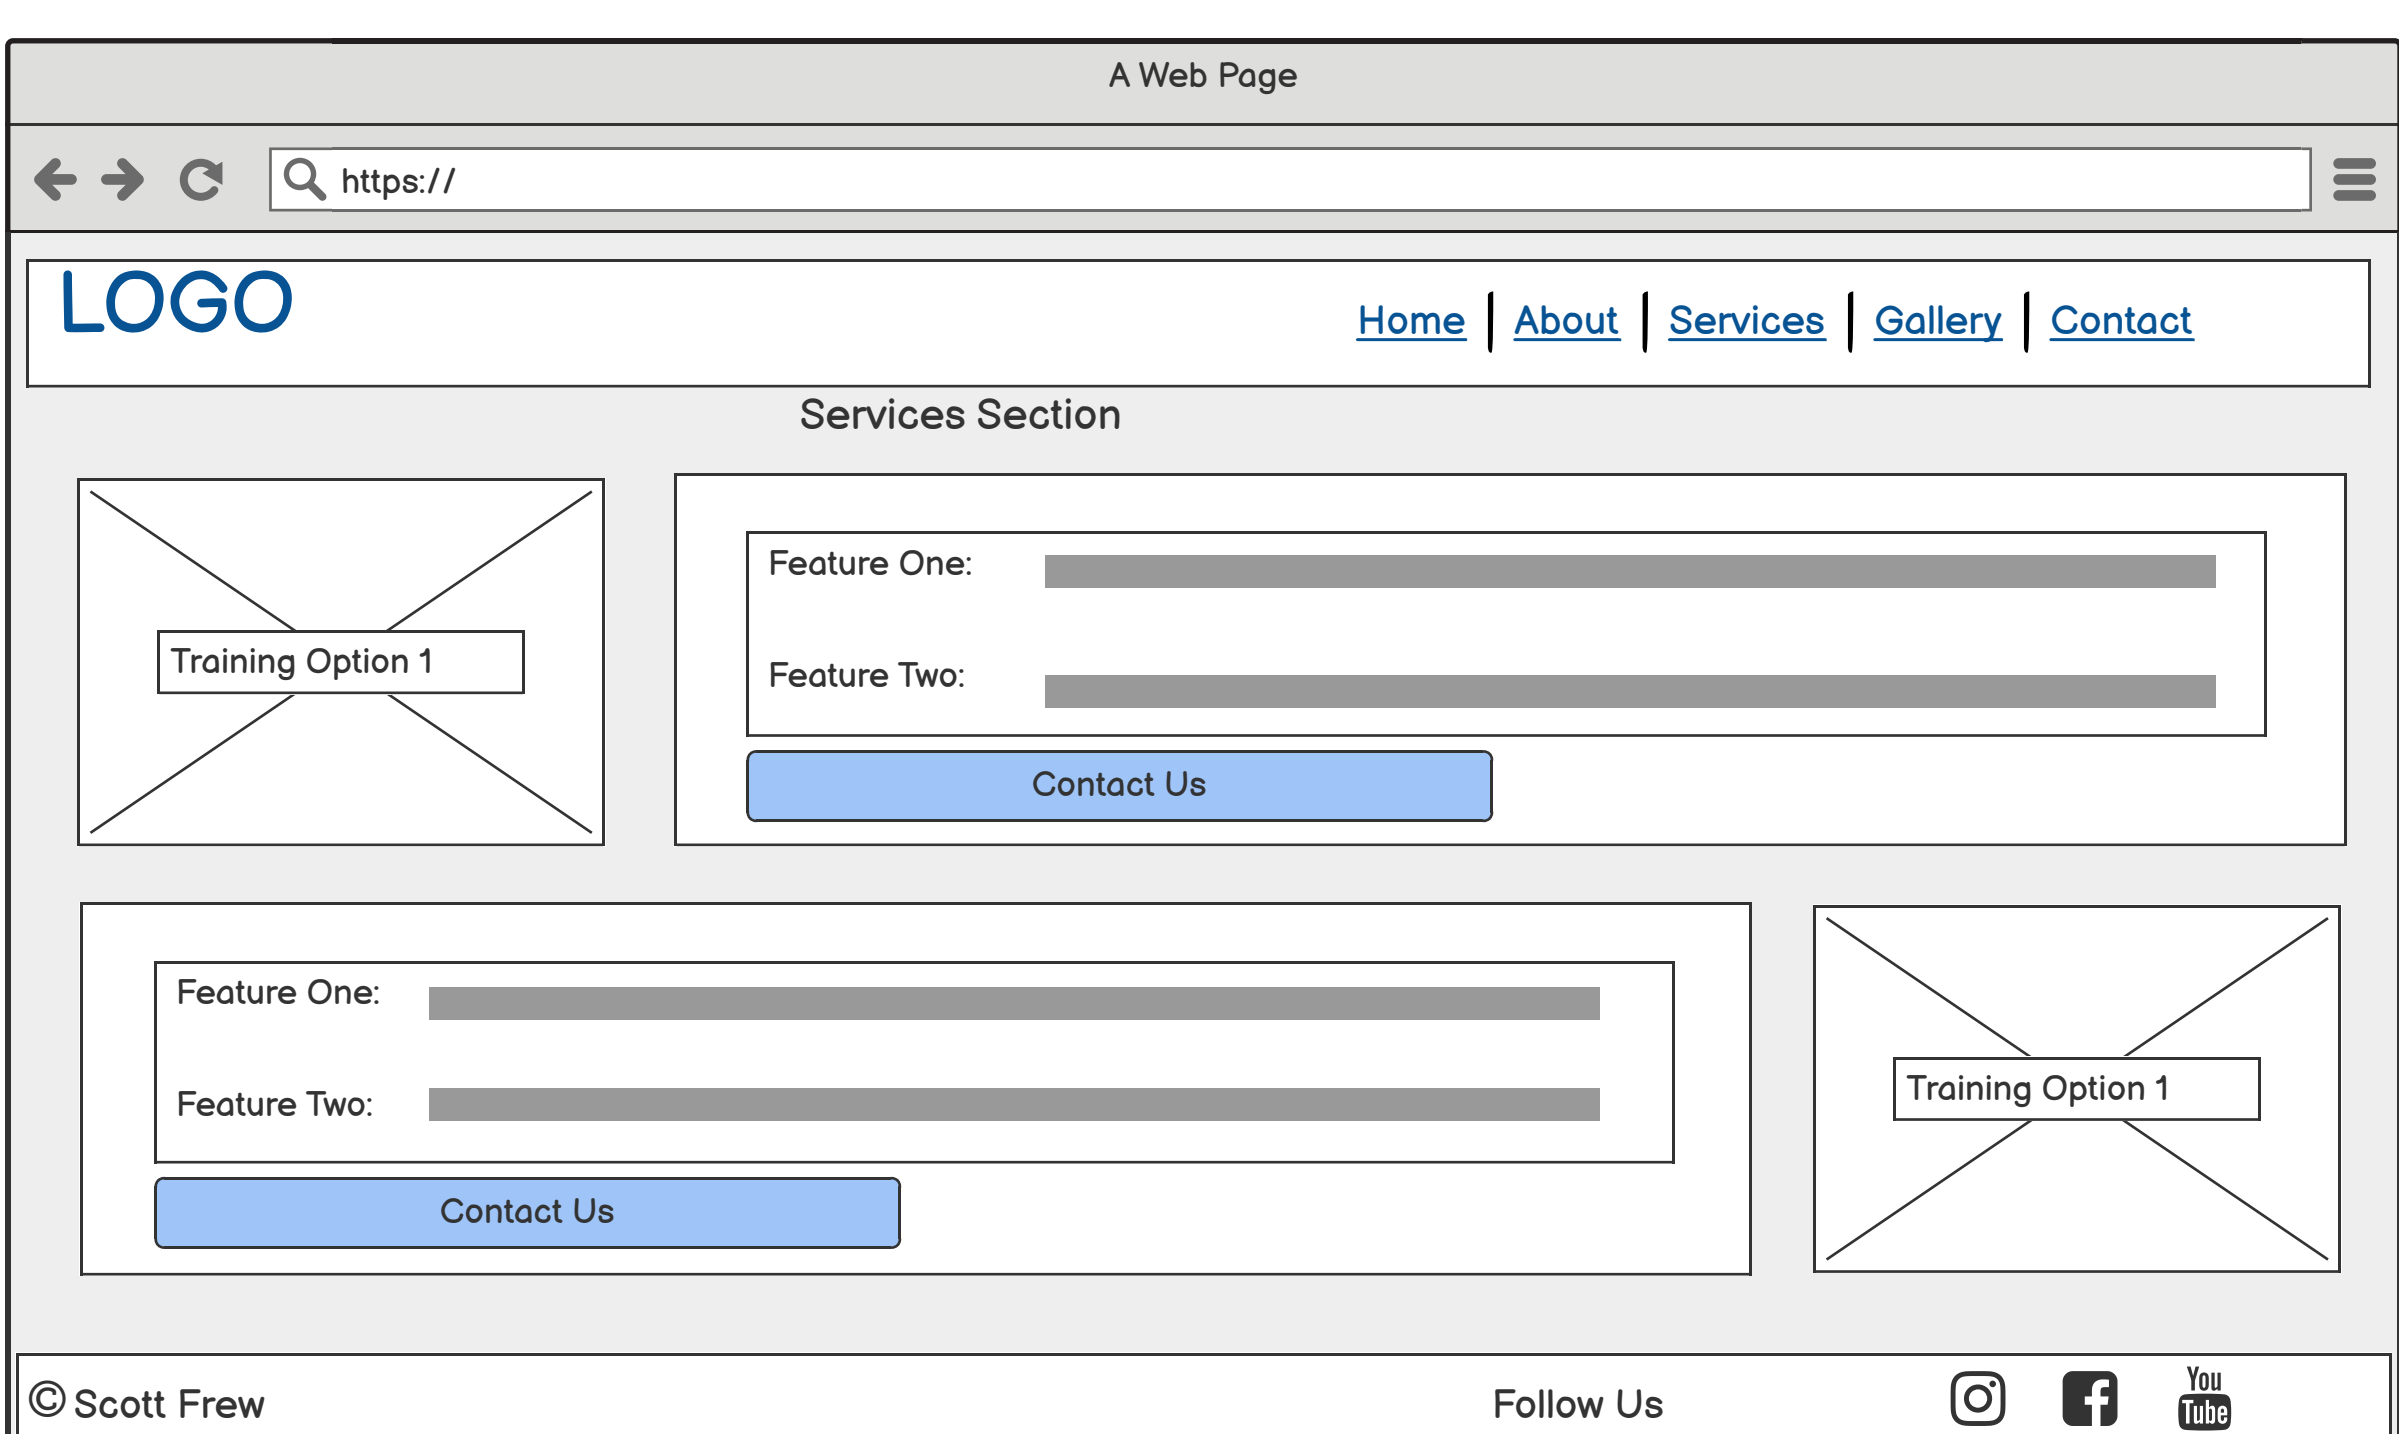 A Web Page
https://
LOGO
Home | About | Services | Gallery | Contact
Services Section
Training Option 1
Feature One:
Feature Two:
Contact Us
Feature One:
Feature Two:
Contact Us
Training Option 1
© Scott Frew
Follow Us
You
Tube